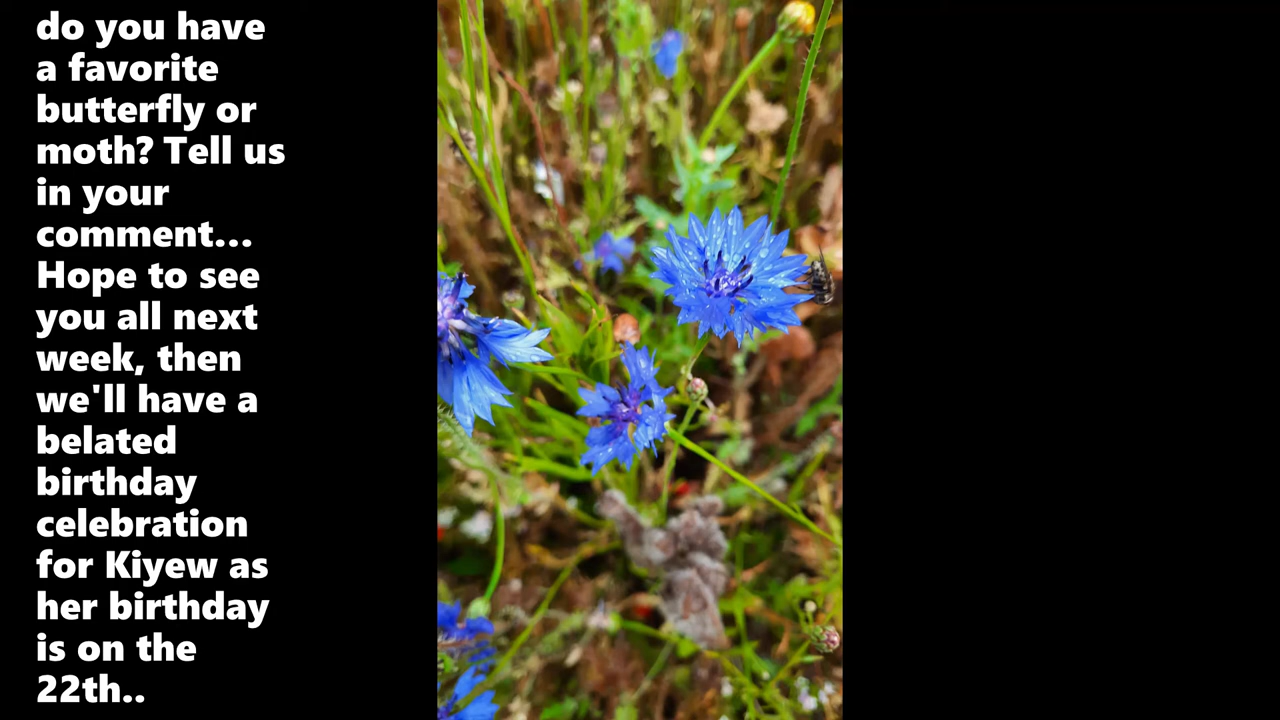 do you have
a favorite
butterfly or
moth? Tell us
in your
comment...
Hope to see
you all next
week, then
we'll have a
belated
birthday
celebration
for Kiyew as
her birthday
is on the
22th..